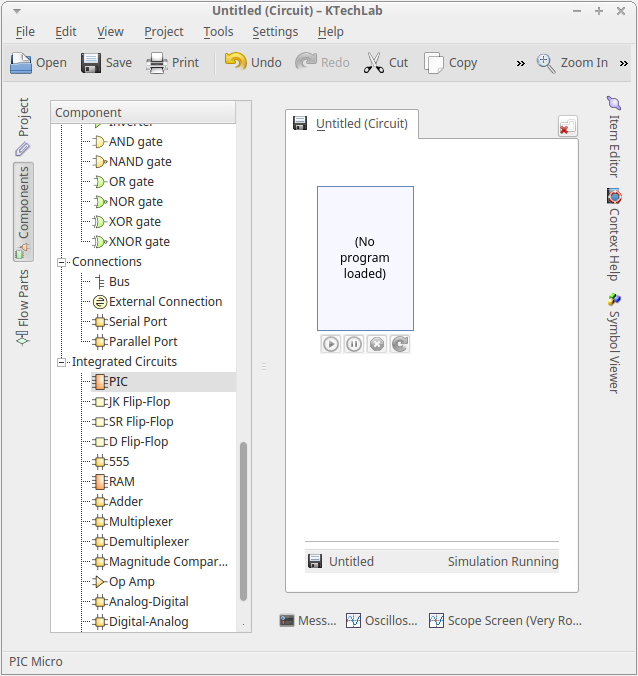 Untitled (Circuit) – KTechLab
File Edit View Project Tools Settings Help
Open Save Print Undo Redo Cut Copy » Zoom In »
Project
Components
Flow Parts
Component
Inverter
AND gate
NAND gate
OR gate
NOR gate
XOR gate
XNOR gate
Connections
Bus
External Connection
Serial Port
Parallel Port
Integrated Circuits
PIC
JK Flip-Flop
SR Flip-Flop
D Flip-Flop
555
RAM
Adder
Multiplexer
Demultiplexer
Magnitude Compar...
Op Amp
Analog-Digital
Digital-Analog
Untitled (Circuit)
(No
program
loaded)
Untitled Simulation Running
Mess... Oscillos... Scope Screen (Very Ro...
Item Editor
Context Help
Symbol Viewer
PIC Micro